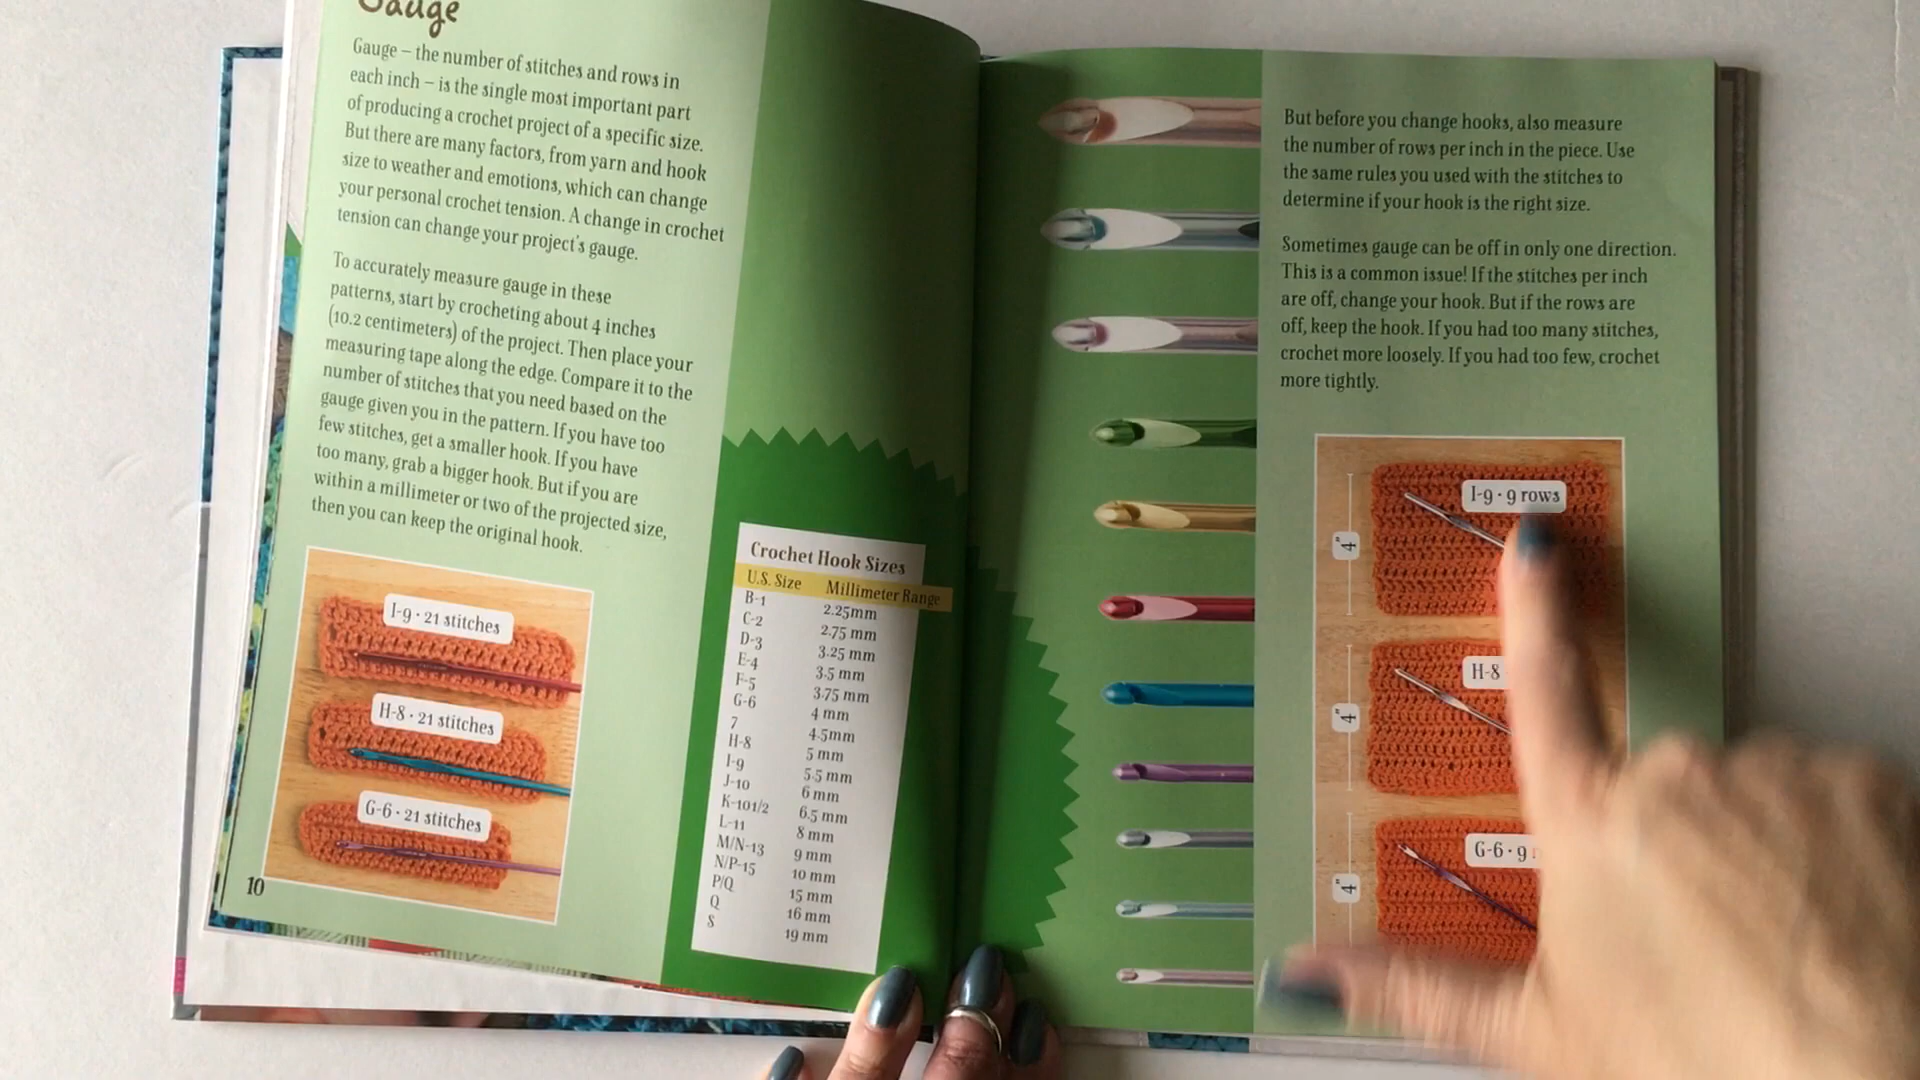 Gauge
Gauge – the number of stitches and rows in
each inch – is the single most important part
of producing a crochet project of a specific size.
But there are many factors, from yarn and hook
size to weather and emotions, which can change
your personal crochet tension. A change in crochet
tension can change your project's gauge.
To accurately measure gauge in these
patterns, start by crocheting about 4 inches
(10.2 centimeters) of the project. Then place your
measuring tape along the edge. Compare it to the
number of stitches that you need based on the
gauge given you in the pattern. If you have too
few stitches, get a smaller hook. If you have
too many, grab a bigger hook. But if you are
within a millimeter or two of the projected size,
then you can keep the original hook.
I-9 · 21 stitches
H-8 · 21 stitches
G-6 · 21 stitches
10
Crochet Hook Sizes
U.S. Size Millimeter Range
B-1 2.25mm
C-2 2.75 mm
D-3 3.25 mm
E-4 3.5 mm
F-5 3.75 mm
G-6 4 mm
7 4.5mm
H-8 5 mm
I-9 5.5 mm
J-10 6 mm
K-101/2 6.5 mm
L-11 8 mm
M/N-13 9 mm
N/P-15 10 mm
P/Q 15 mm
Q 16 mm
S 19 mm
But before you change hooks, also measure
the number of rows per inch in the piece. Use
the same rules you used with the stitches to
determine if your hook is the right size.
Sometimes gauge can be off in only one direction.
This is a common issue! If the stitches per inch
are off, change your hook. But if the rows are
off, keep the hook. If you had too many stitches,
crochet more loosely. If you had too few, crochet
more tightly.
I-9 · 9 rows
4"
H-8
4"
G-6 · 9
4"